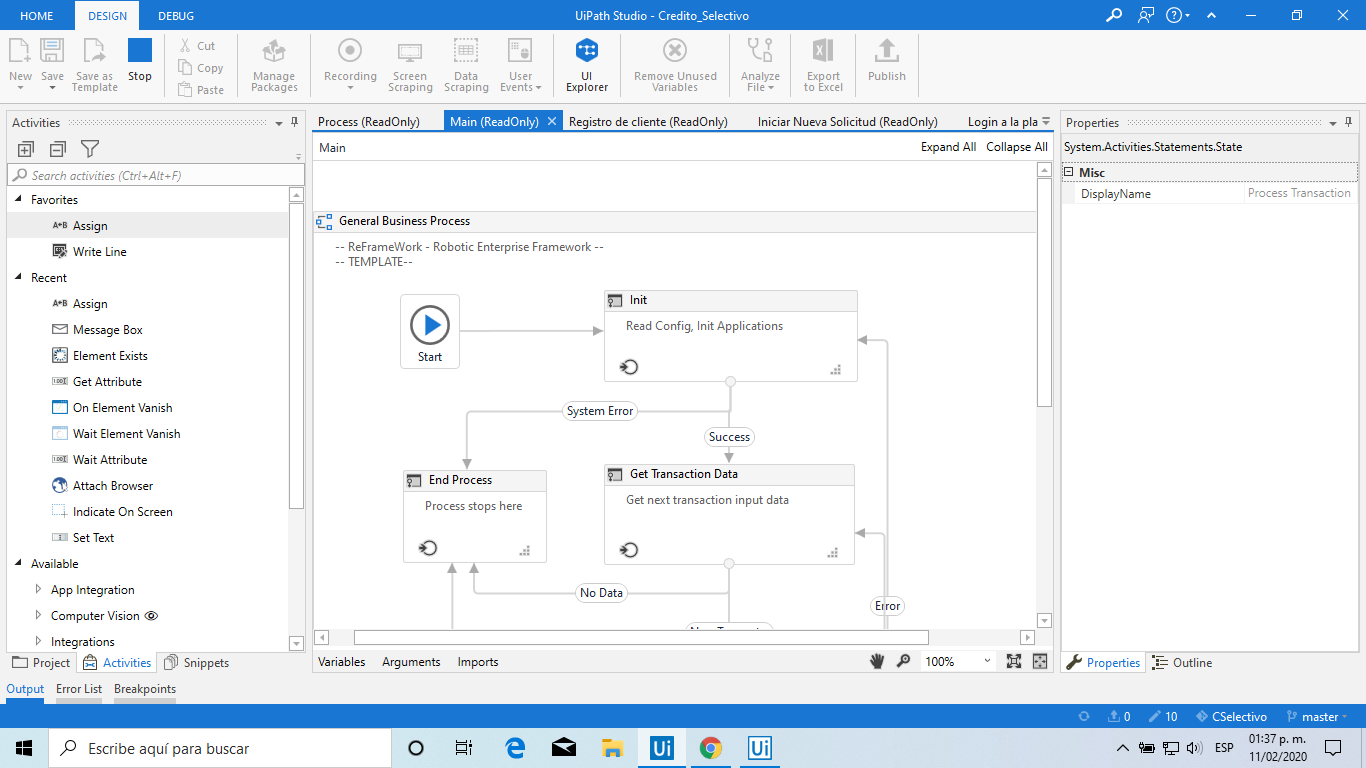 HOME DESIGN DEBUG UiPath Studio - Credito_Selectivo
New Save Save as Template Stop
Cut
Copy
Paste
Manage Packages
Recording
Screen Scraping
Data Scraping
User Events
UI Explorer
Remove Unused Variables
Analyze File
Export to Excel
Publish
Activities
Search activities (Ctrl+Alt+F)
Favorites
Assign
Write Line
Recent
Assign
Message Box
Element Exists
Get Attribute
On Element Vanish
Wait Element Vanish
Wait Attribute
Attach Browser
Indicate On Screen
Set Text
Available
App Integration
Computer Vision
Integrations
Project Activities Snippets
Process (ReadOnly) Main (ReadOnly) Registro de cliente (ReadOnly) Iniciar Nueva Solicitud (ReadOnly) Login a la pla
Main Expand All Collapse All
General Business Process
-- ReFrameWork - Robotic Enterprise Framework --
-- TEMPLATE--
Start
Init
Read Config, Init Applications
System Error
Success
End Process
Process stops here
Get Transaction Data
Get next transaction input data
No Data
Error
Variables Arguments Imports 100%
Properties
System.Activities.Statements.State
Misc
DisplayName Process Transaction
Properties Outline
Output Error List Breakpoints
0 10 CSelectivo master
Escribe aquí para buscar
Ui
Ui
ESP
01:37 p. m.
11/02/2020